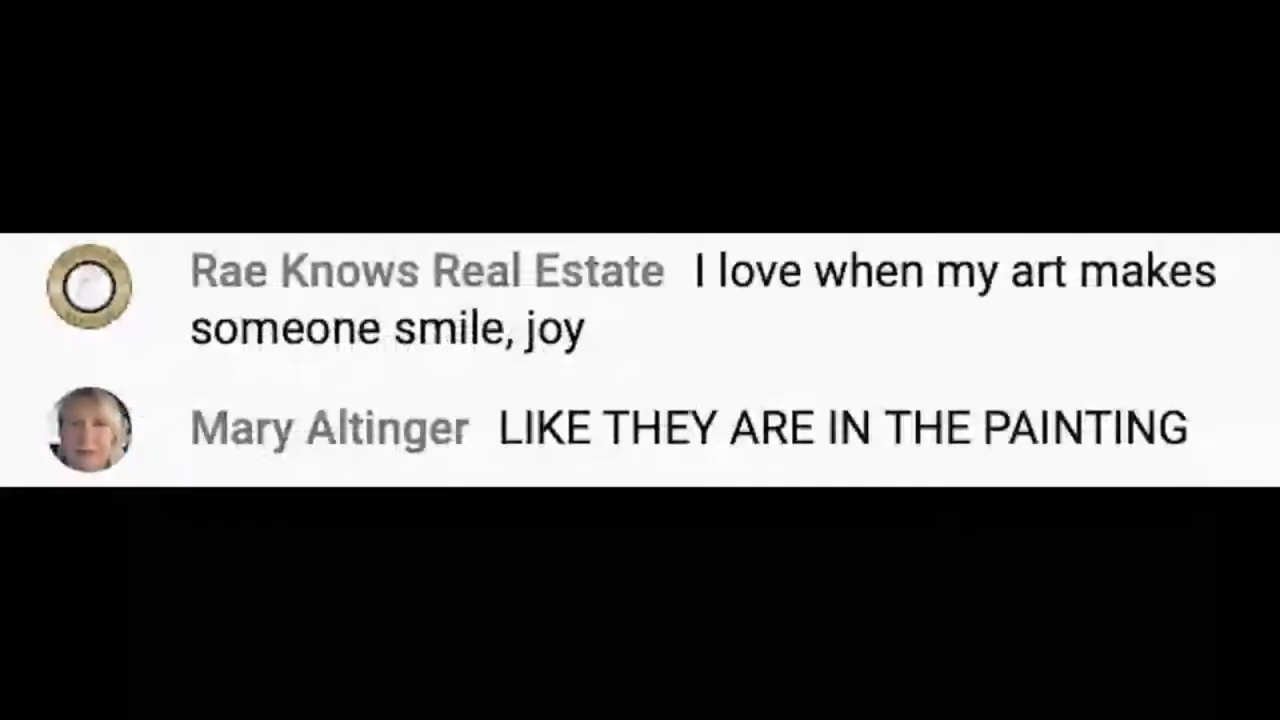 Rae Knows Real Estate I love when my art makes
someone smile, joy
Mary Altinger LIKE THEY ARE IN THE PAINTING